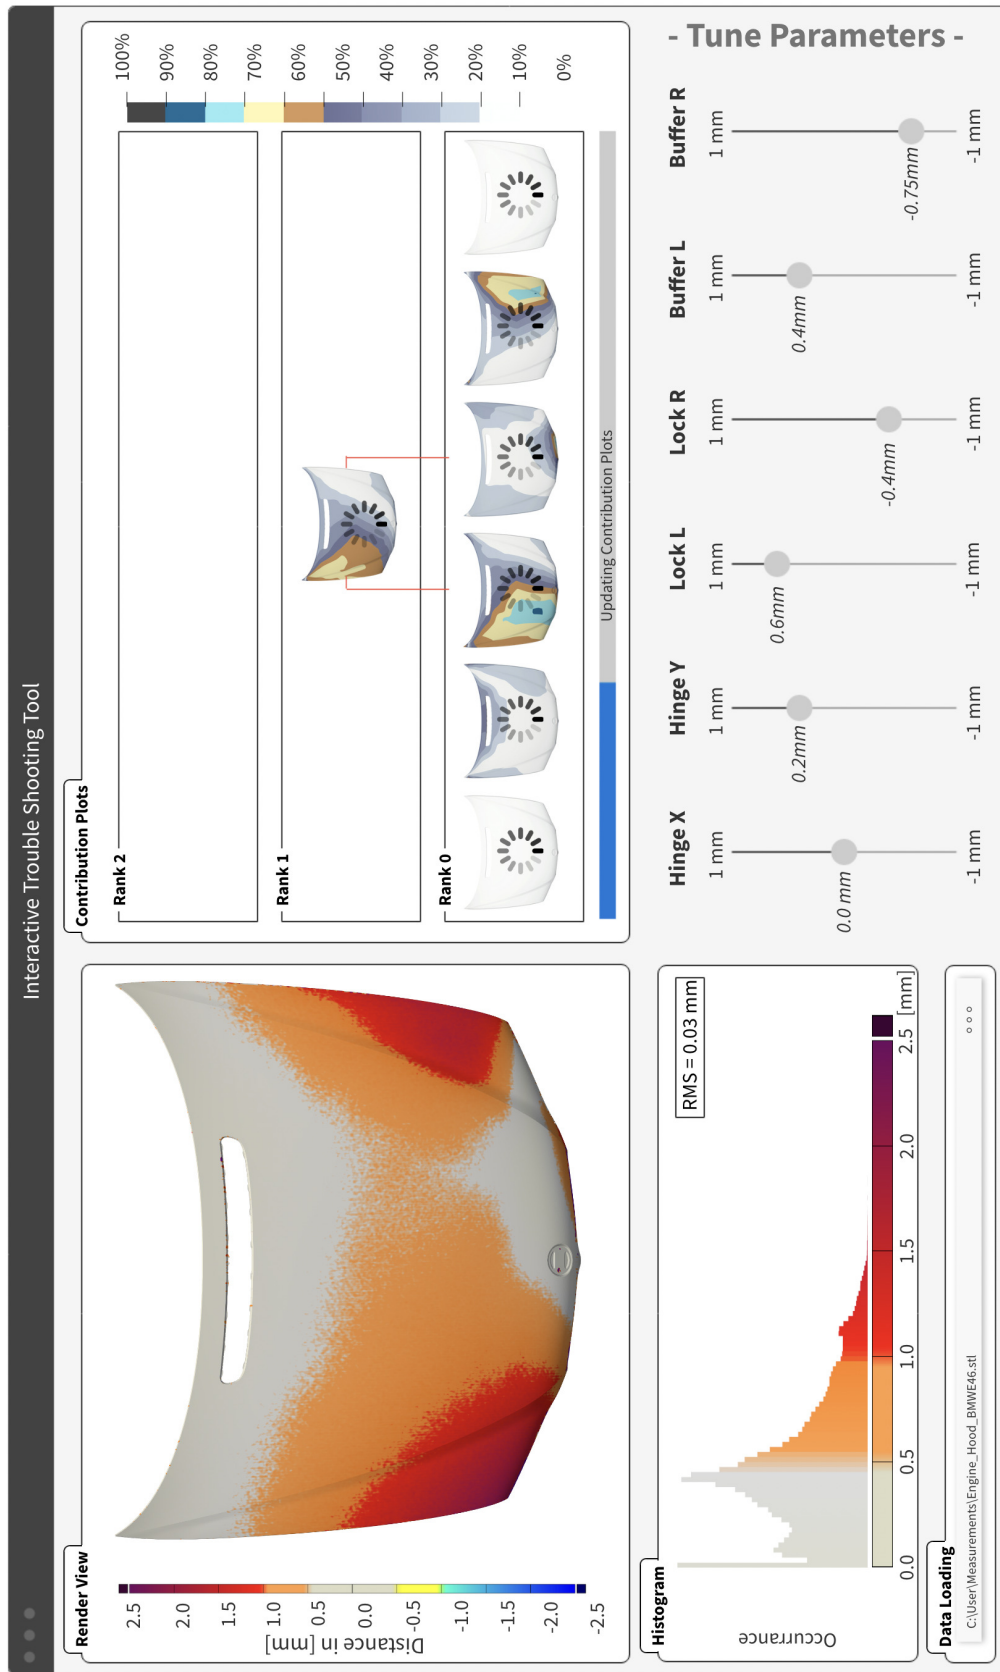 Interactive Trouble Shooting Tool
Render View
2.5
2.0
1.5
1.0
0.5
0.0
-0.5
-1.0
-1.5
-2.0
-2.5
Distance in [mm]
Contribution Plots
Rank 2
Rank 1
Rank 0
100%
90%
80%
70%
60%
50%
40%
30%
20%
10%
0%
Updating Contribution Plots
Histogram
RMS = 0.03 mm
Occurrance
0.0 0.5 1.0 1.5 2.0 2.5 [mm]
Data Loading
C:\User\Measurements\Engine_Hood_BMWE46.stl
- Tune Parameters -
Hinge X Hinge Y Lock L Lock R Buffer L Buffer R
1 mm 1 mm 1 mm 1 mm 1 mm 1 mm
0.0 mm 0.2mm 0.6mm -0.4mm 0.4mm -0.75mm
-1 mm -1 mm -1 mm -1 mm -1 mm -1 mm